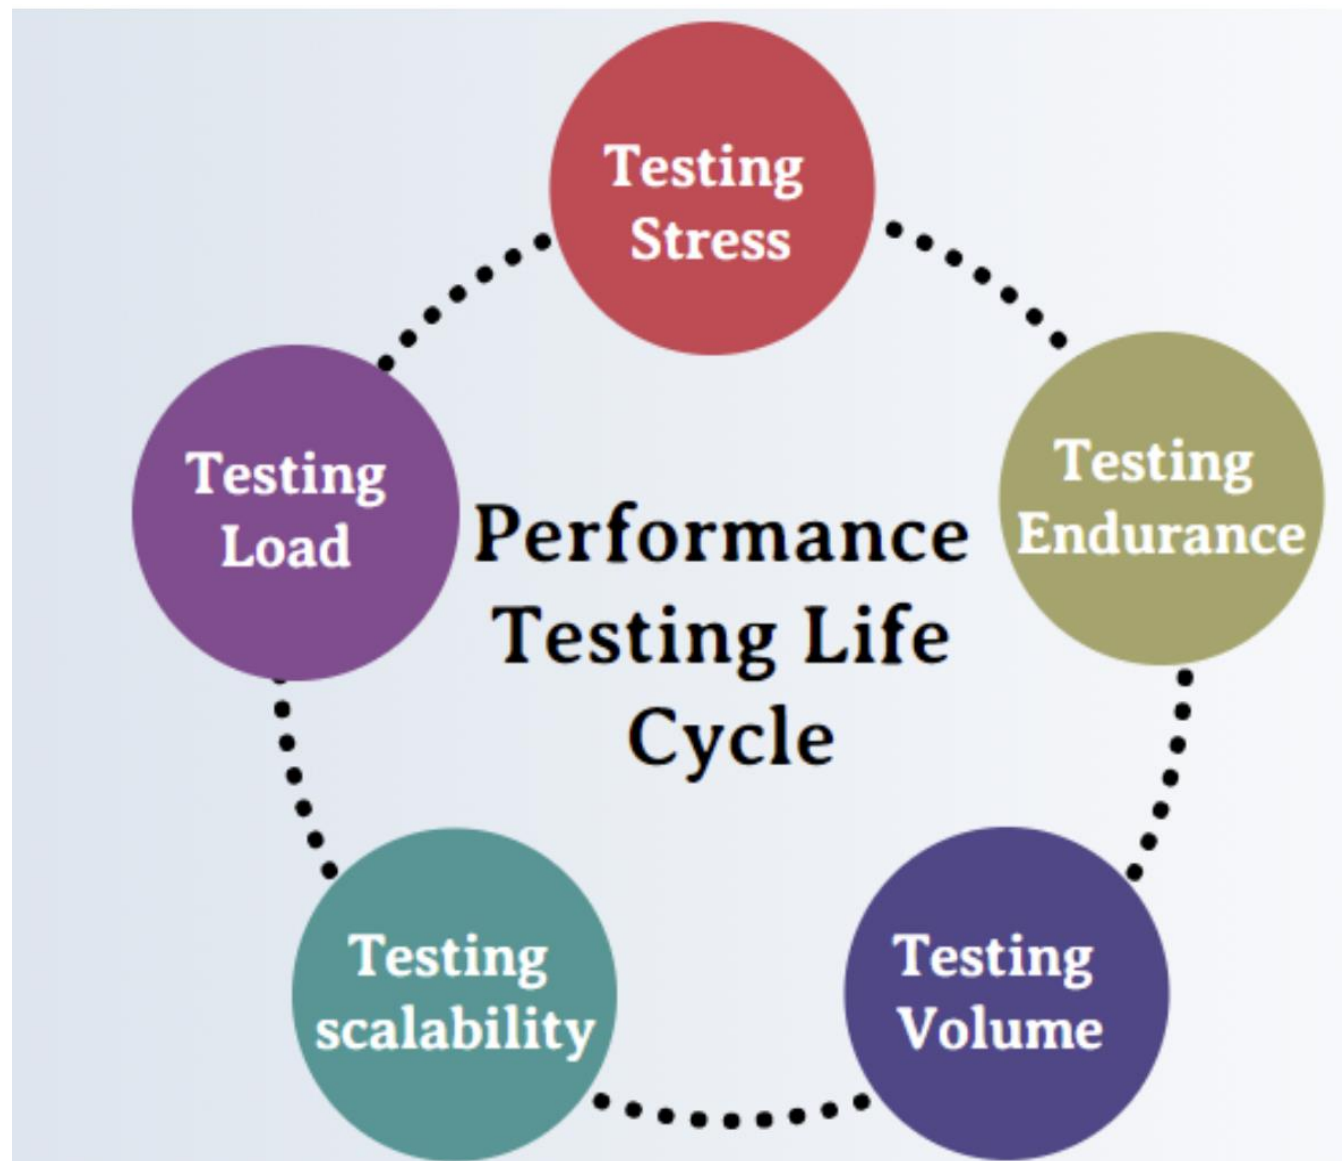 Testing
Stress
Testing
Endurance
Testing
Load
Performance
Testing Life
Cycle
Testing
scalability
Testing
Volume